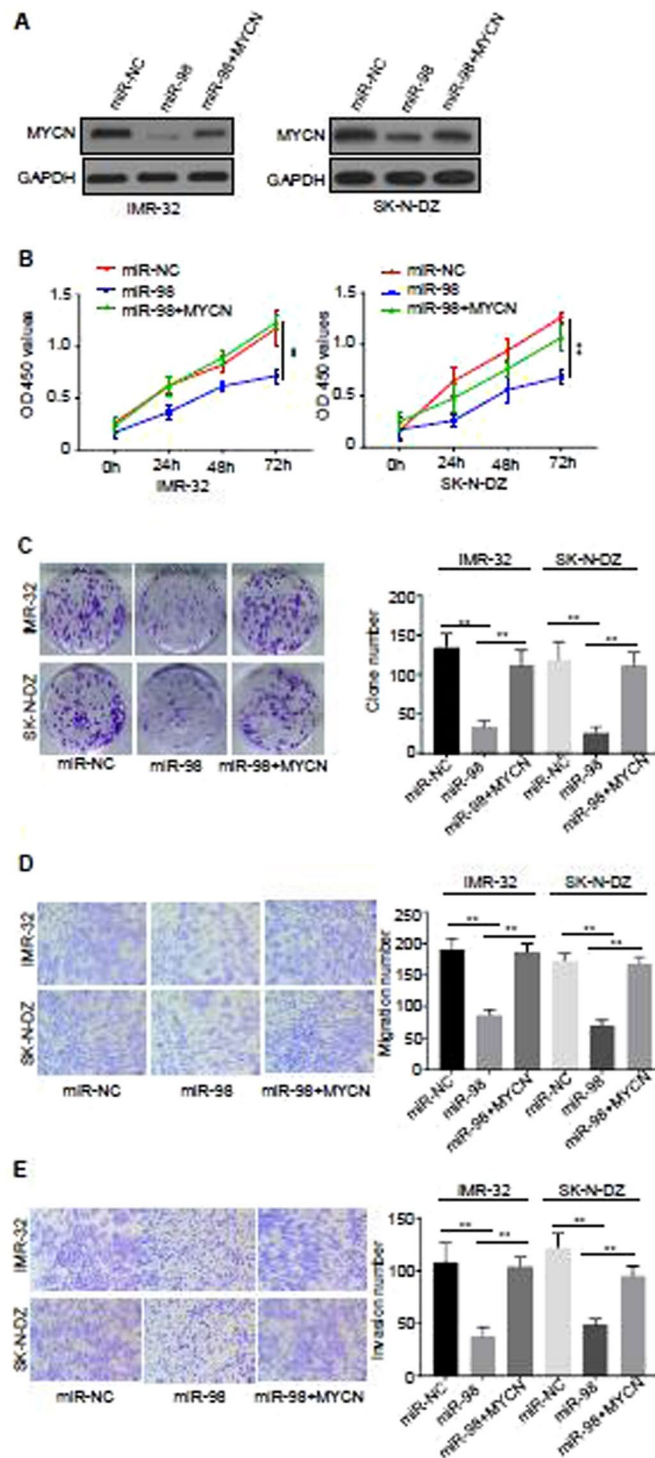 A
miR-NC
miR-98
miR-98+MYCN
miR-NC
miR-98
miR-98+MYCN
MYCN
GAPDH
IMR-32
MYCN
GAPDH
SK-N-DZ
B
miR-NC
miR-98
miR-98+MYCN
OD 450 values
1.5
1.0
0.5
0
0h
24h
48h
72h
**
IMR-32
miR-NC
miR-98
miR-98+MYCN
OD 450 values
1.5
1.0
0.5
0
0h
24h
48h
72h
**
SK-N-DZ
C
IMR-32
SK-N-DZ
miR-NC
miR-98
miR-98+MYCN
IMR-32
SK-N-DZ
Clone number
200
150
100
50
0
**
**
**
**
miR-NC
miR-98
miR-98+MYCN
miR-NC
miR-98
miR-98+MYCN
D
IMR-32
SK-N-DZ
miR-NC
miR-98
miR-98+MYCN
IMR-32
SK-N-DZ
Migration number
250
200
150
100
50
0
**
**
**
**
miR-NC
miR-98
miR-98+MYCN
miR-NC
miR-98
miR-98+MYCN
E
IMR-32
SK-N-DZ
miR-NC
miR-98
miR-98+MYCN
IMR-32
SK-N-DZ
Invasion number
150
100
50
0
**
**
**
**
miR-NC
miR-98
miR-98+MYCN
miR-NC
miR-98
miR-98+MYCN